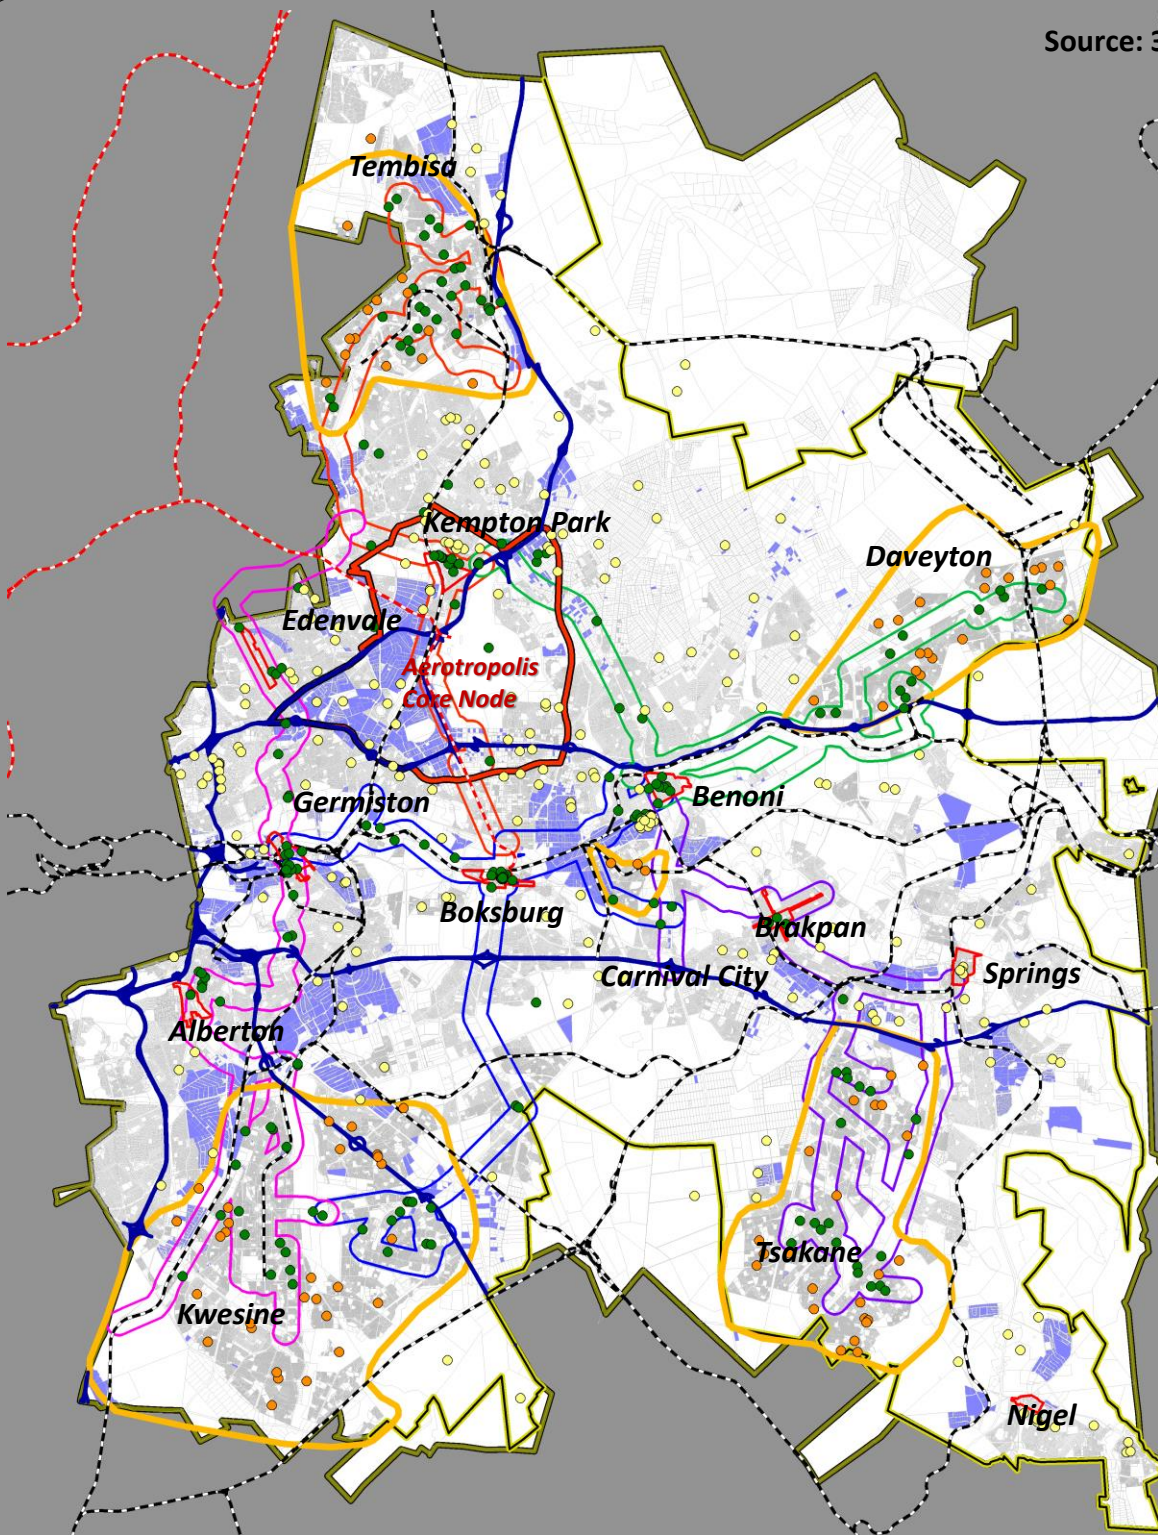 Source: 3
Tembisa
Kempton Park
Daveyton
Edenvale
Aerotropolis
Core Node
Germiston
Benoni
Boksburg
Brakpan
Carnival City
Springs
Alberton
Tsakane
Kwesine
Nigel